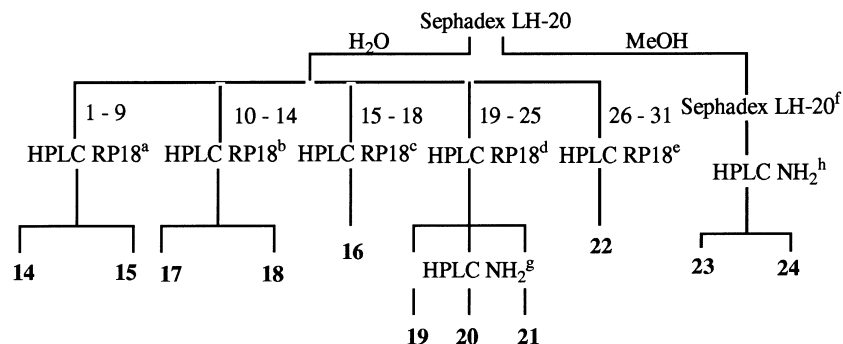 Sephadex LH-20
H₂O MeOH
1 - 9 10 - 14 15 - 18 19 - 25 26 - 31 Sephadex LH-20ᶠ
HPLC RP18ᵃ HPLC RP18ᵇ HPLC RP18ᶜ HPLC RP18ᵈ HPLC RP18ᵉ
HPLC NH₂ʰ
16 22
14 15 17 18 HPLC NH₂ᵍ 23 24
19 20 21